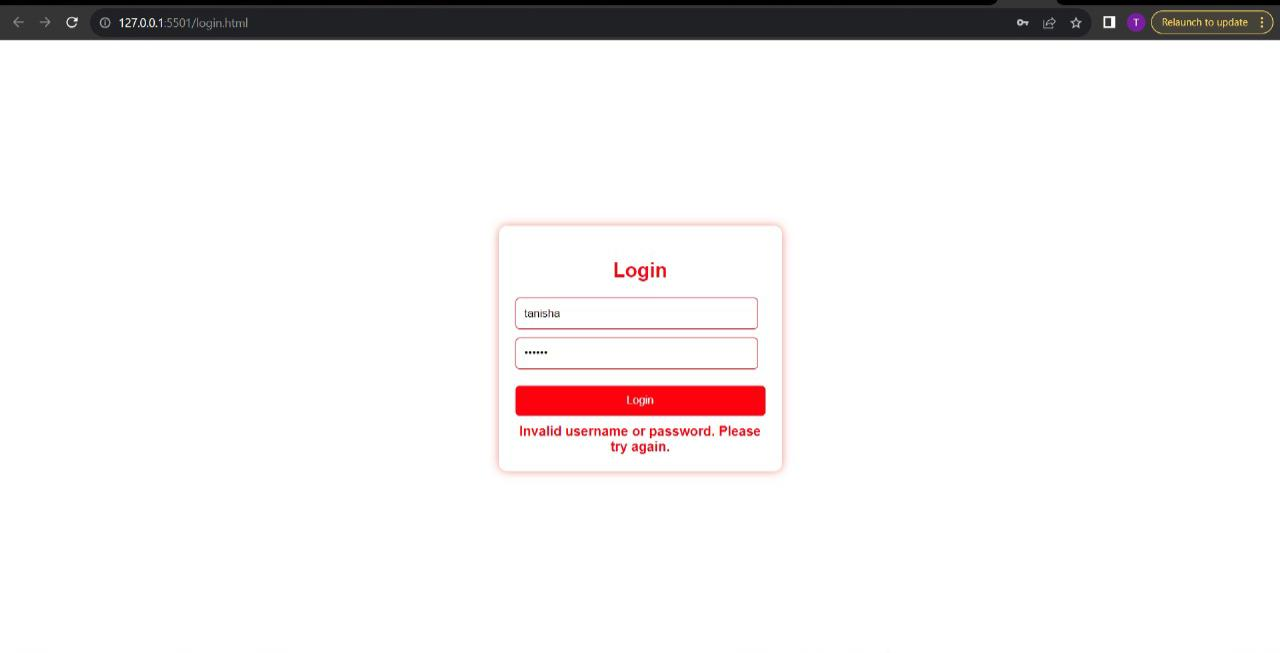 127.0.0.1:5501/login.html
T
Relaunch to update
Login
tanisha
••••••
Login
Invalid username or password. Please
try again.